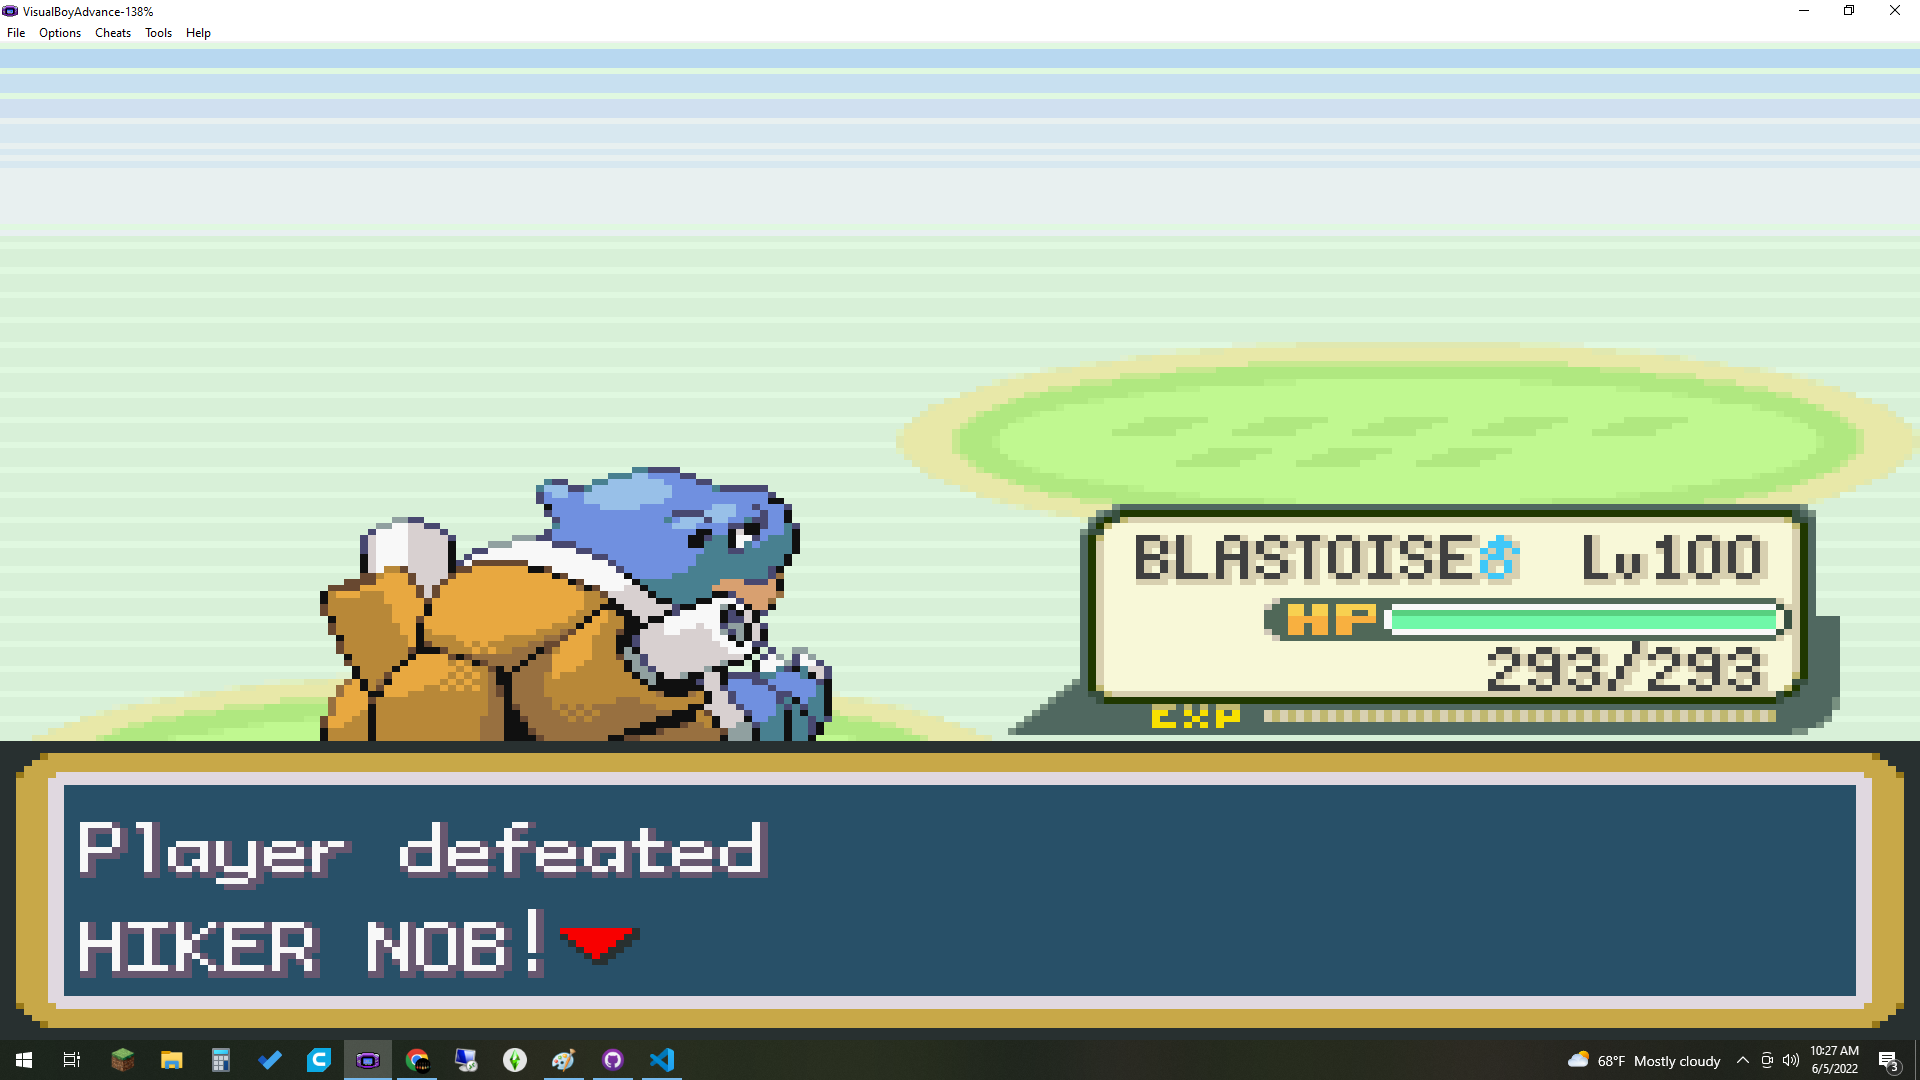 VisualBoyAdvance-138%
File Options Cheats Tools Help
BLASTOISE♂ Lv100
HP
293/293
EXP
Player defeated
HIKER NOB!
68°F Mostly cloudy
10:27 AM
6/5/2022
3